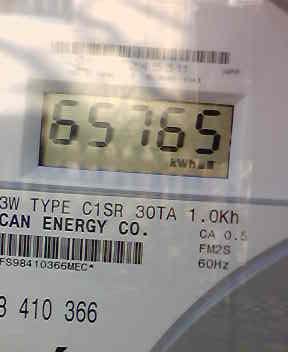 65765
kWh
3W TYPE C1SR 30TA 1.0Kh
CAN ENERGY CO.
CA 0.5
FM2S
FS98410366MEC*
60Hz
8 410 366